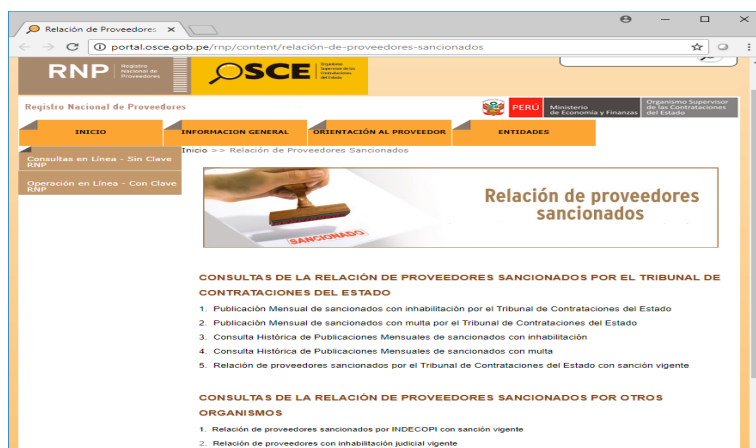 Relación de Proveedores
portal.osce.gob.pe/rnp/content/relación-de-proveedores-sancionados
RNP Registro Nacional de Proveedores
OSCE Organismo Supervisor de las Contrataciones del Estado
Registro Nacional de Proveedores
PERÚ Ministerio de Economía y Finanzas Organismo Supervisor de las Contrataciones del Estado
INICIO INFORMACION GENERAL ORIENTACIÓN AL PROVEEDOR ENTIDADES
Inicio >> Relación de Proveedores Sancionados
Consultas en Línea - Sin Clave
RNP
Operación en Línea - Con Clave
RNP
SANCIONADO
Relación de proveedores
sancionados
CONSULTAS DE LA RELACIÓN DE PROVEEDORES SANCIONADOS POR EL TRIBUNAL DE
CONTRATACIONES DEL ESTADO
1. Publicación Mensual de sancionados con inhabilitación por el Tribunal de Contrataciones del Estado
2. Publicación Mensual de sancionados con multa por el Tribunal de Contrataciones del Estado
3. Consulta Histórica de Publicaciones Mensuales de sancionados con inhabilitación
4. Consulta Histórica de Publicaciones Mensuales de sancionados con multa
5. Relación de proveedores sancionados por el Tribunal de Contrataciones del Estado con sanción vigente
CONSULTAS DE LA RELACIÓN DE PROVEEDORES SANCIONADOS POR OTROS
ORGANISMOS
1. Relación de proveedores sancionados por INDECOPI con sanción vigente
2. Relación de proveedores con inhabilitación judicial vigente